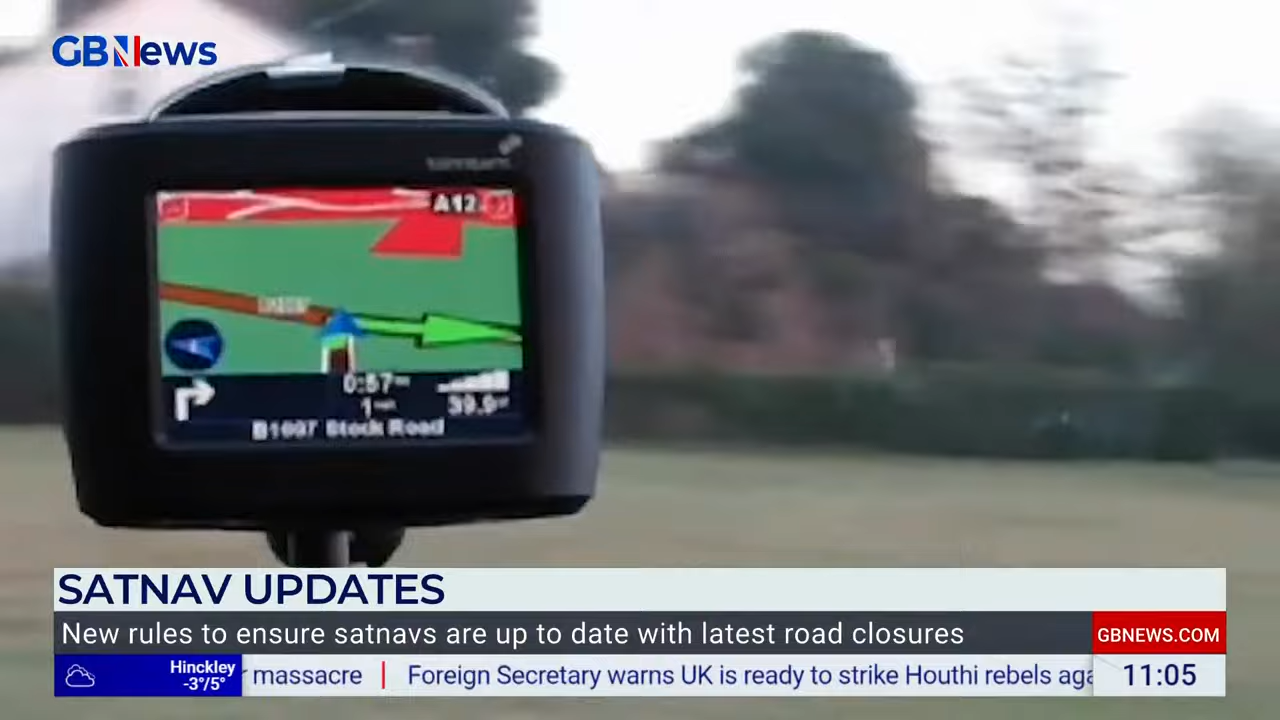 GBNews
A12
0:57
1
39.9
Stock Road
SATNAV UPDATES
New rules to ensure satnavs are up to date with latest road closures
GBNEWS.COM
Hinckley
-3°/5°
massacre | Foreign Secretary warns UK is ready to strike Houthi rebels aga
11:05